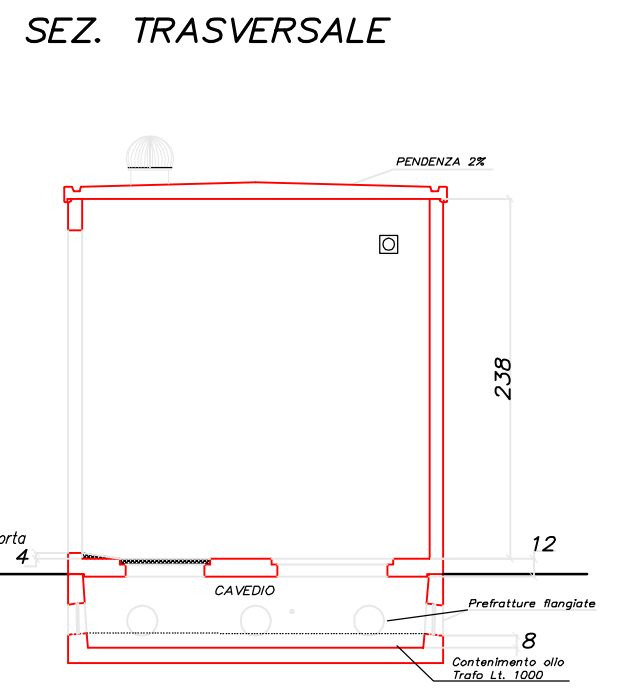 SEZ. TRASVERSALE
PENDENZA 2%
238
orta
4
12
CAVEDIO
Prefratture flangiate
8
Contenimento olio
Trafo Lt. 1000